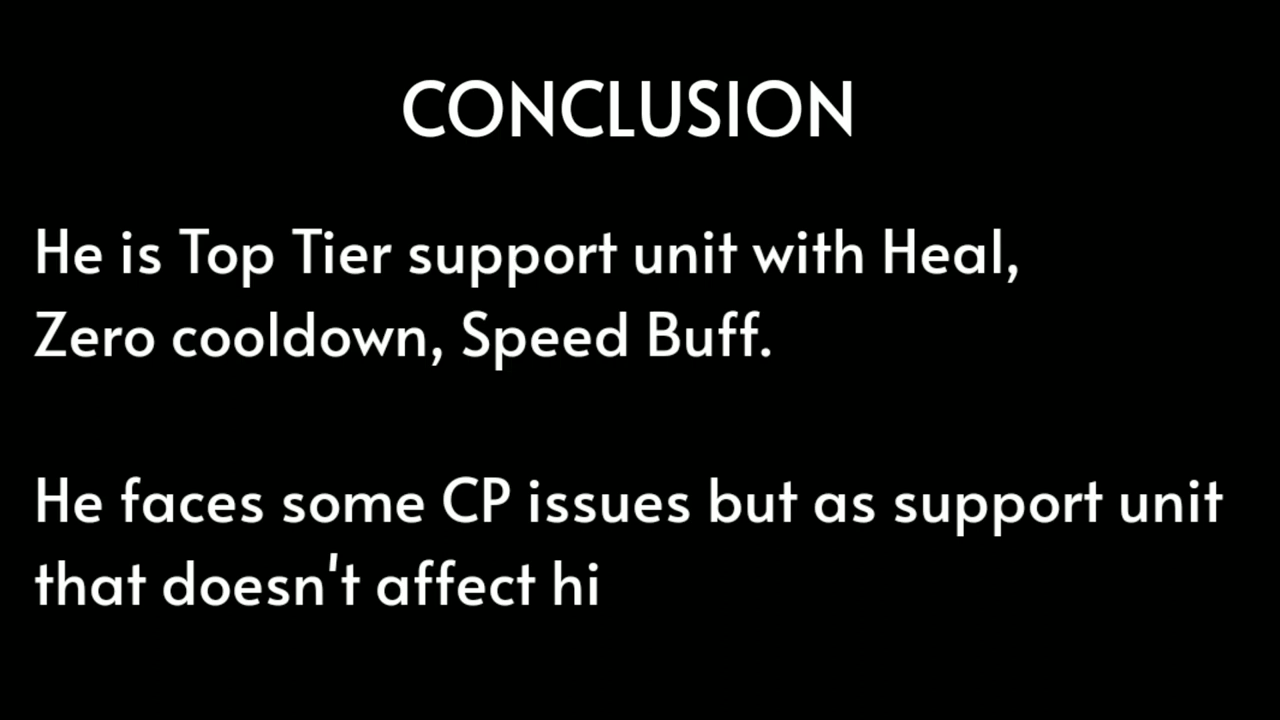 CONCLUSION
He is Top Tier support unit with Heal,
Zero cooldown, Speed Buff.
He faces some CP issues but as support unit
that doesn't affect hi